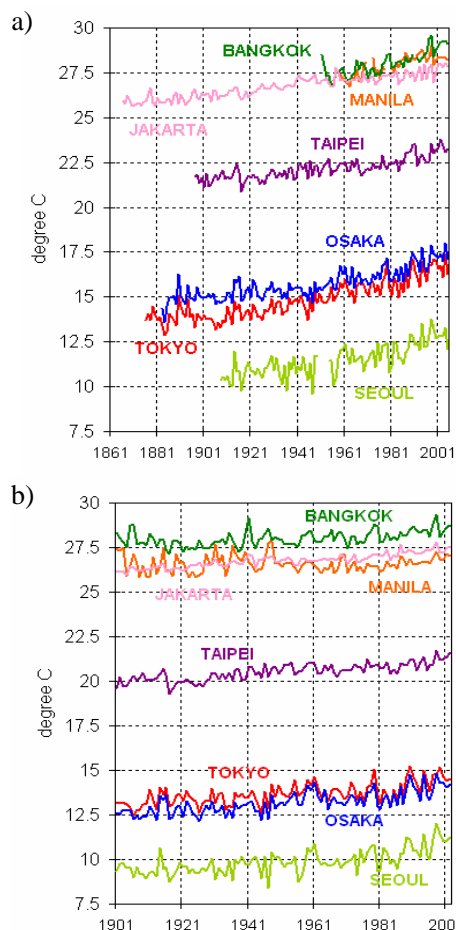 a)
30
BANGKOK
27.5
MANILA
JAKARTA
25
TAIPEI
22.5
20
degree C
OSAKA
17.5
15
TOKYO
12.5
10
SEOUL
7.5
1861 1881 1901 1921 1941 1961 1981 2001
b)
30
BANGKOK
27.5
JAKARTA MANILA
25
TAIPEI
22.5
20
degree C
17.5
TOKYO
15
12.5
OSAKA
10
SEOUL
7.5
1901 1921 1941 1961 1981 2001